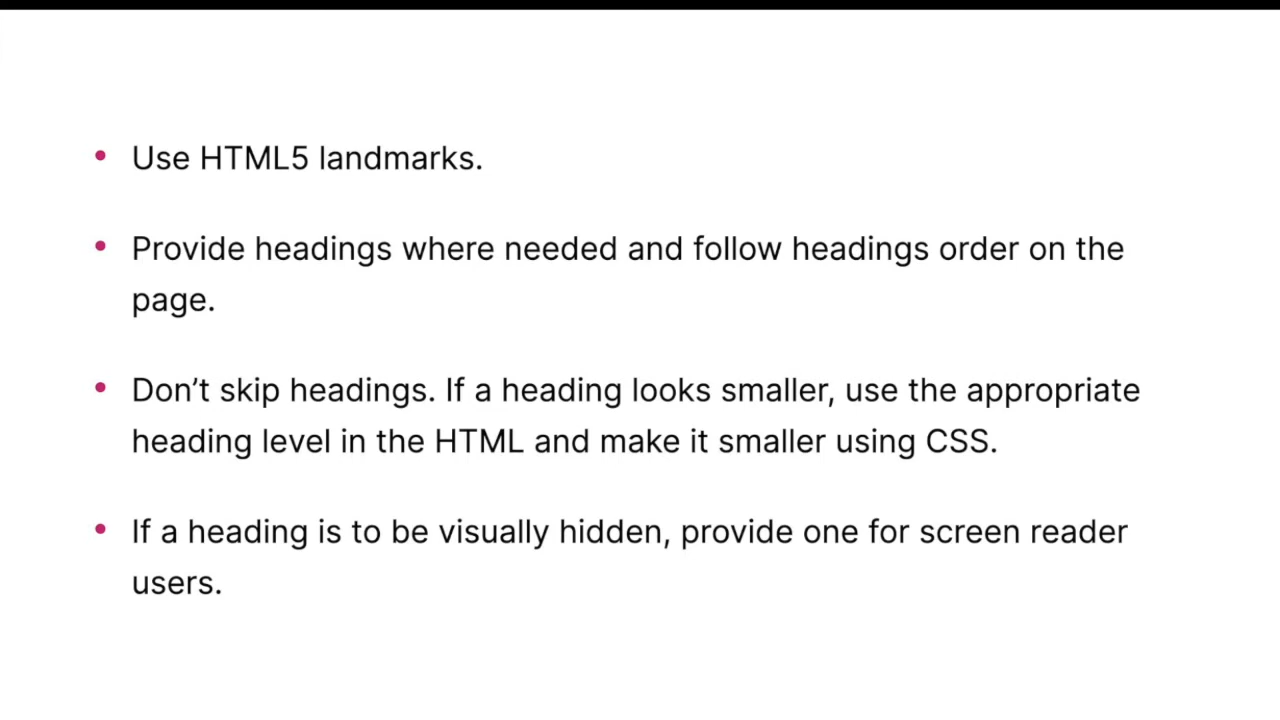 • Use HTML5 landmarks.
• Provide headings where needed and follow headings order on the
page.
• Don’t skip headings. If a heading looks smaller, use the appropriate
heading level in the HTML and make it smaller using CSS.
• If a heading is to be visually hidden, provide one for screen reader
users.